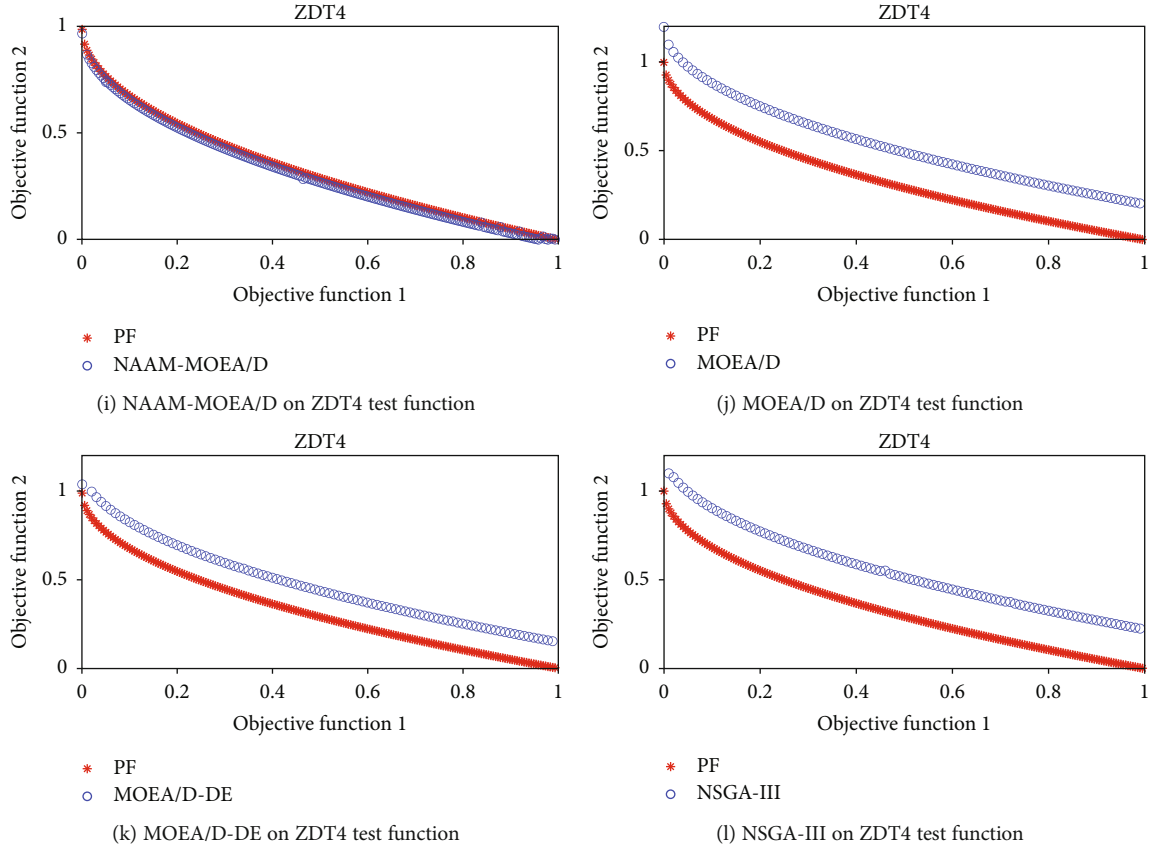 ZDT4
1
0.5
0
0 0.2 0.4 0.6 0.8 1
Objective function 2
Objective function 1
PF
NAAM-MOEA/D
(i) NAAM-MOEA/D on ZDT4 test function
ZDT4
1
0.5
0
0 0.2 0.4 0.6 0.8 1
Objective function 2
Objective function 1
PF
MOEA/D
(j) MOEA/D on ZDT4 test function
ZDT4
1
0.5
0
0 0.2 0.4 0.6 0.8 1
Objective function 2
Objective function 1
PF
MOEA/D-DE
(k) MOEA/D-DE on ZDT4 test function
ZDT4
1
0.5
0
0 0.2 0.4 0.6 0.8 1
Objective function 2
Objective function 1
PF
NSGA-III
(l) NSGA-III on ZDT4 test function